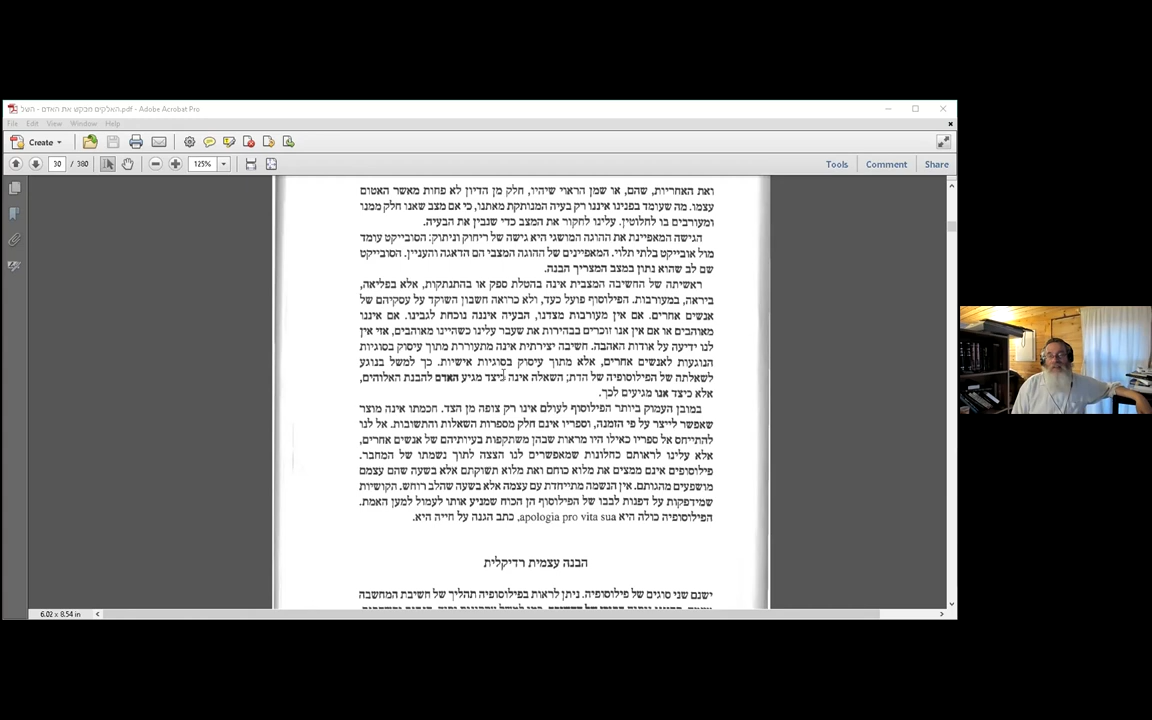 האלקים מבקש את האדם - השל.pdf - Adobe Acrobat Pro
File Edit View Window Help
Create
30 / 380 125% Tools Comment Share
ואת האחריות, שהם, או שמן הראוי שיהיו, חלק מן הדיון לא פחות מאשר האטום
עצמו. מה שעומד בפנינו איננו רק בעיה המנותקת מאתנו, כי אם מצב שאנו חלק ממנו
ומעורבים בו לחלוטין. עלינו לחקור את המצב כדי שנבין את הבעיה.
הגישה המאפיינת את ההוגה המושגי היא גישה של ריחוק וניתוק: הסובייקט עומד
מול אובייקט בלתי תלוי. המאפיינים של ההוגה המצבי הם הדאגה והעניין. הסובייקט
שם לב שהוא נתון במצב המצריך הבנה.
ראשיתה של החשיבה המצבית אינה בהטלת ספק או בהתנתקות, אלא בפליאה,
ביראה, במעורבות. הפילוסוף פועל כעד, ולא כרואה חשבון השוקד על עסקיהם של
אנשים אחרים. אם אין מעורבות מצדנו, הבעיה איננה נוכחת לגבינו. אם איננו
מאוהבים או אם אין אנו זוכרים בבהירות את שעבר עלינו כשהיינו מאוהבים, אזי אין
לנו ידיעה על אודות האהבה. חשיבה יצירתית אינה מתעוררת מתוך עיסוק בסוגיות
הנוגעות לאנשים אחרים, אלא מתוך עיסוק בסוגיות אישיות. כך למשל בנוגע
לשאלתה של הפילוסופיה של הדת; השאלה אינה כיצד מגיע האדם להבנת האלוהים,
אלא כיצד אנו מגיעים לכך.
במובן העמוק ביותר הפילוסוף לעולם אינו רק צופה מן הצד. חכמתו אינה מוצר
שאפשר לייצר על פי הזמנה, וספריו אינם חלק מספרות השאלות והתשובות. אל לנו
להתייחס אל ספריו כאילו היו מראות שבהן משתקפות בעיותיהם של אנשים אחרים,
אלא עלינו לראותם כחלונות שמאפשרים לנו הצצה לתוך נשמתו של המחבר.
פילוסופים אינם ממצים את מלוא כוחם ואת מלוא תשוקתם אלא בשעה שהם עצמם
מושפעים מהגותם. אין הנשמה מתייחדת עם עצמה אלא בשעה שהלב רוחש. הקושיות
שמידפקות על דפנות לבבו של הפילוסוף הן הכוח שמניע אותו לעמול למען האמת.
הפילוסופיה כולה היא apologia pro vita sua, כתב הגנה על חייה היא.
הבנה עצמית רדיקלית
ישנם שני סוגים של פילוסופיה. ניתן לראות בפילוסופיה תהליך של חשיבת המחשבה
6.02 x 8.54 in